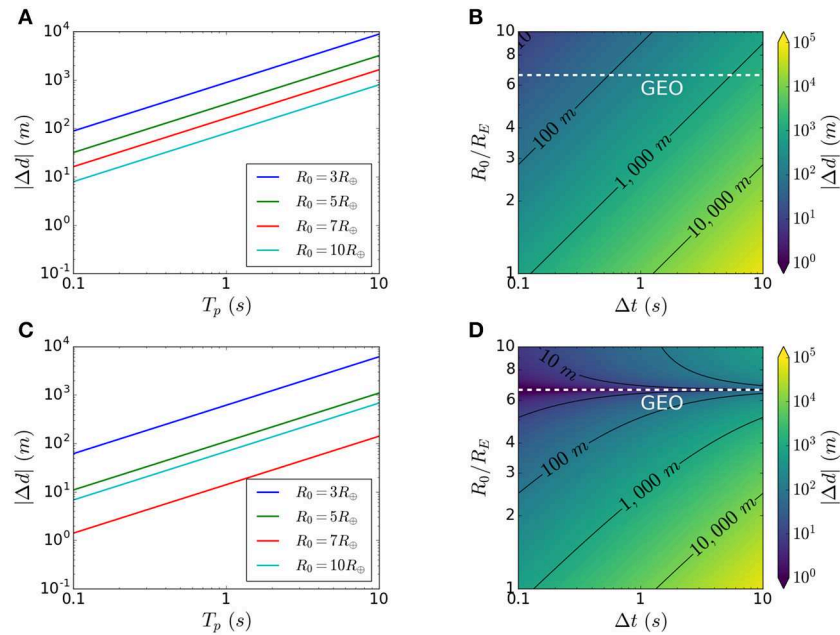 A
10^4
10^3
10^2
10^1
10^0
10^-1
|Δd| (m)
0.1
1
10
T_p (s)
R_0 = 3R_⊕
R_0 = 5R_⊕
R_0 = 7R_⊕
R_0 = 10R_⊕
B
10
6
4
2
1
R_0/R_E
10
100 m
1,000 m
10,000 m
GEO
0.1
1
10
Δt (s)
10^5
10^4
10^3
10^2
10^1
10^0
|Δd| (m)
C
10^4
10^3
10^2
10^1
10^0
10^-1
|Δd| (m)
0.1
1
10
T_p (s)
R_0 = 3R_⊕
R_0 = 5R_⊕
R_0 = 7R_⊕
R_0 = 10R_⊕
D
10
6
4
2
1
R_0/R_E
10 m
GEO
100 m
1,000 m
10,000 m
0.1
1
10
Δt (s)
10^5
10^4
10^3
10^2
10^1
10^0
|Δd| (m)